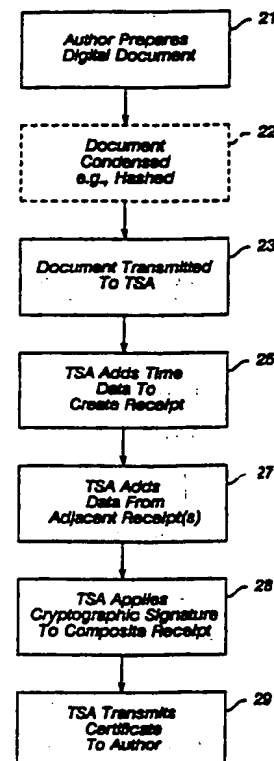 21
Author Prepares
Digital Document
22
Document
Condensed
e.g., Hashed
23
Document Transmitted
To TSA
25
TSA Adds Time
Data To
Create Receipt
27
TSA Adds
Data From
Adjacent Receipt(s)
28
TSA Applies
Cryptographic Signature
To Composite Receipt
29
TSA Transmits
Certificate
To Author